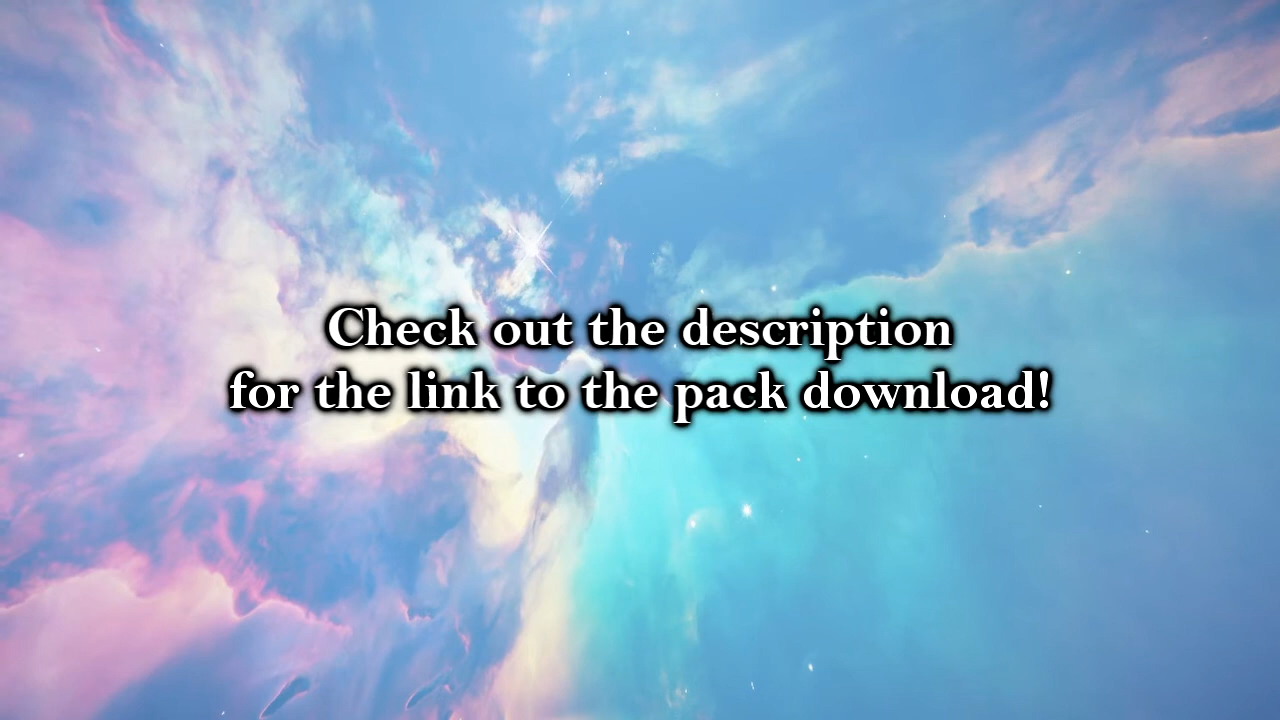 Check out the description
for the link to the pack download!